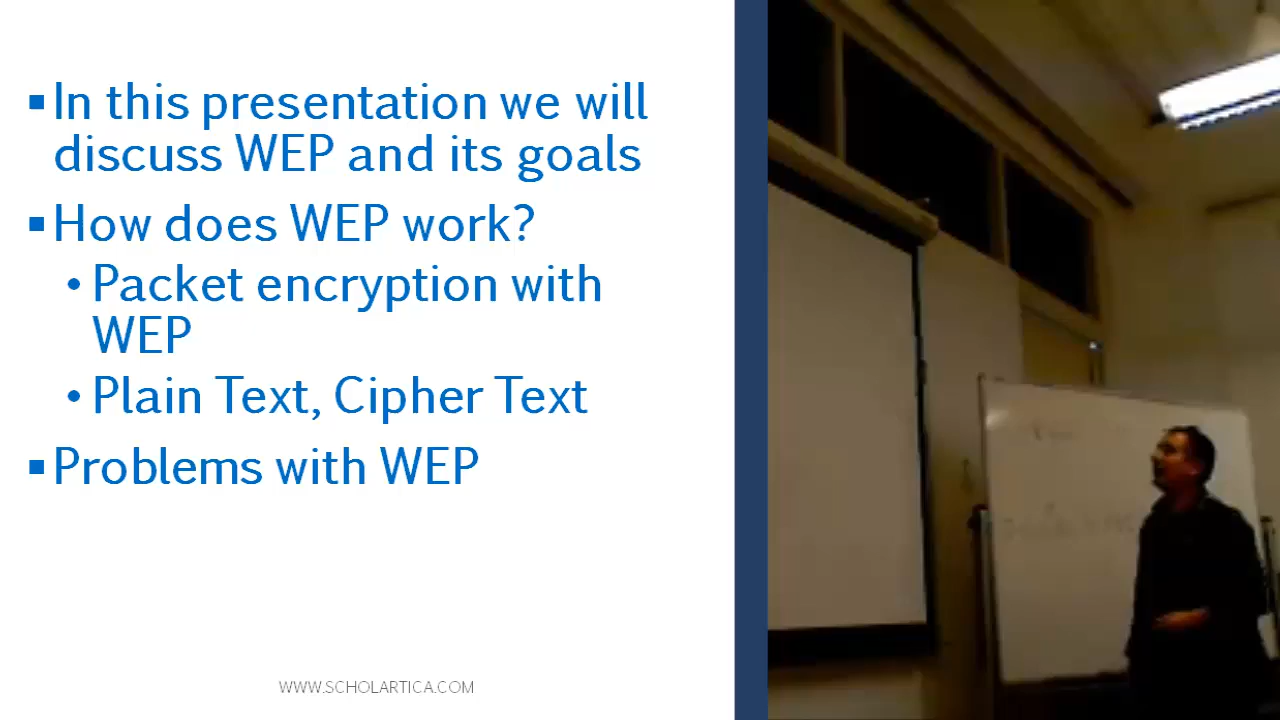 ▪In this presentation we will
discuss WEP and its goals
▪How does WEP work?
•Packet encryption with
WEP
•Plain Text, Cipher Text
▪Problems with WEP
WWW.SCHOLARTICA.COM